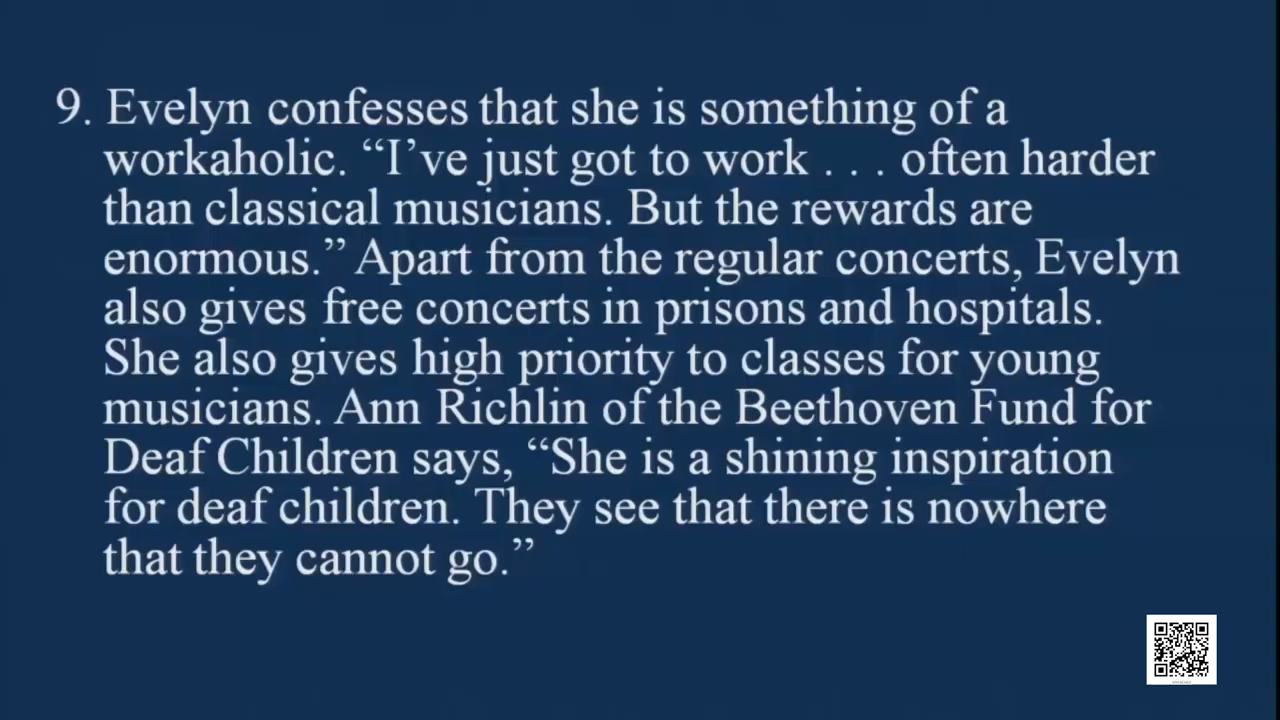 9. Evelyn confesses that she is something of a
workaholic. “I’ve just got to work . . . often harder
than classical musicians. But the rewards are
enormous.” Apart from the regular concerts, Evelyn
also gives free concerts in prisons and hospitals.
She also gives high priority to classes for young
musicians. Ann Richlin of the Beethoven Fund for
Deaf Children says, “She is a shining inspiration
for deaf children. They see that there is nowhere
that they cannot go.”